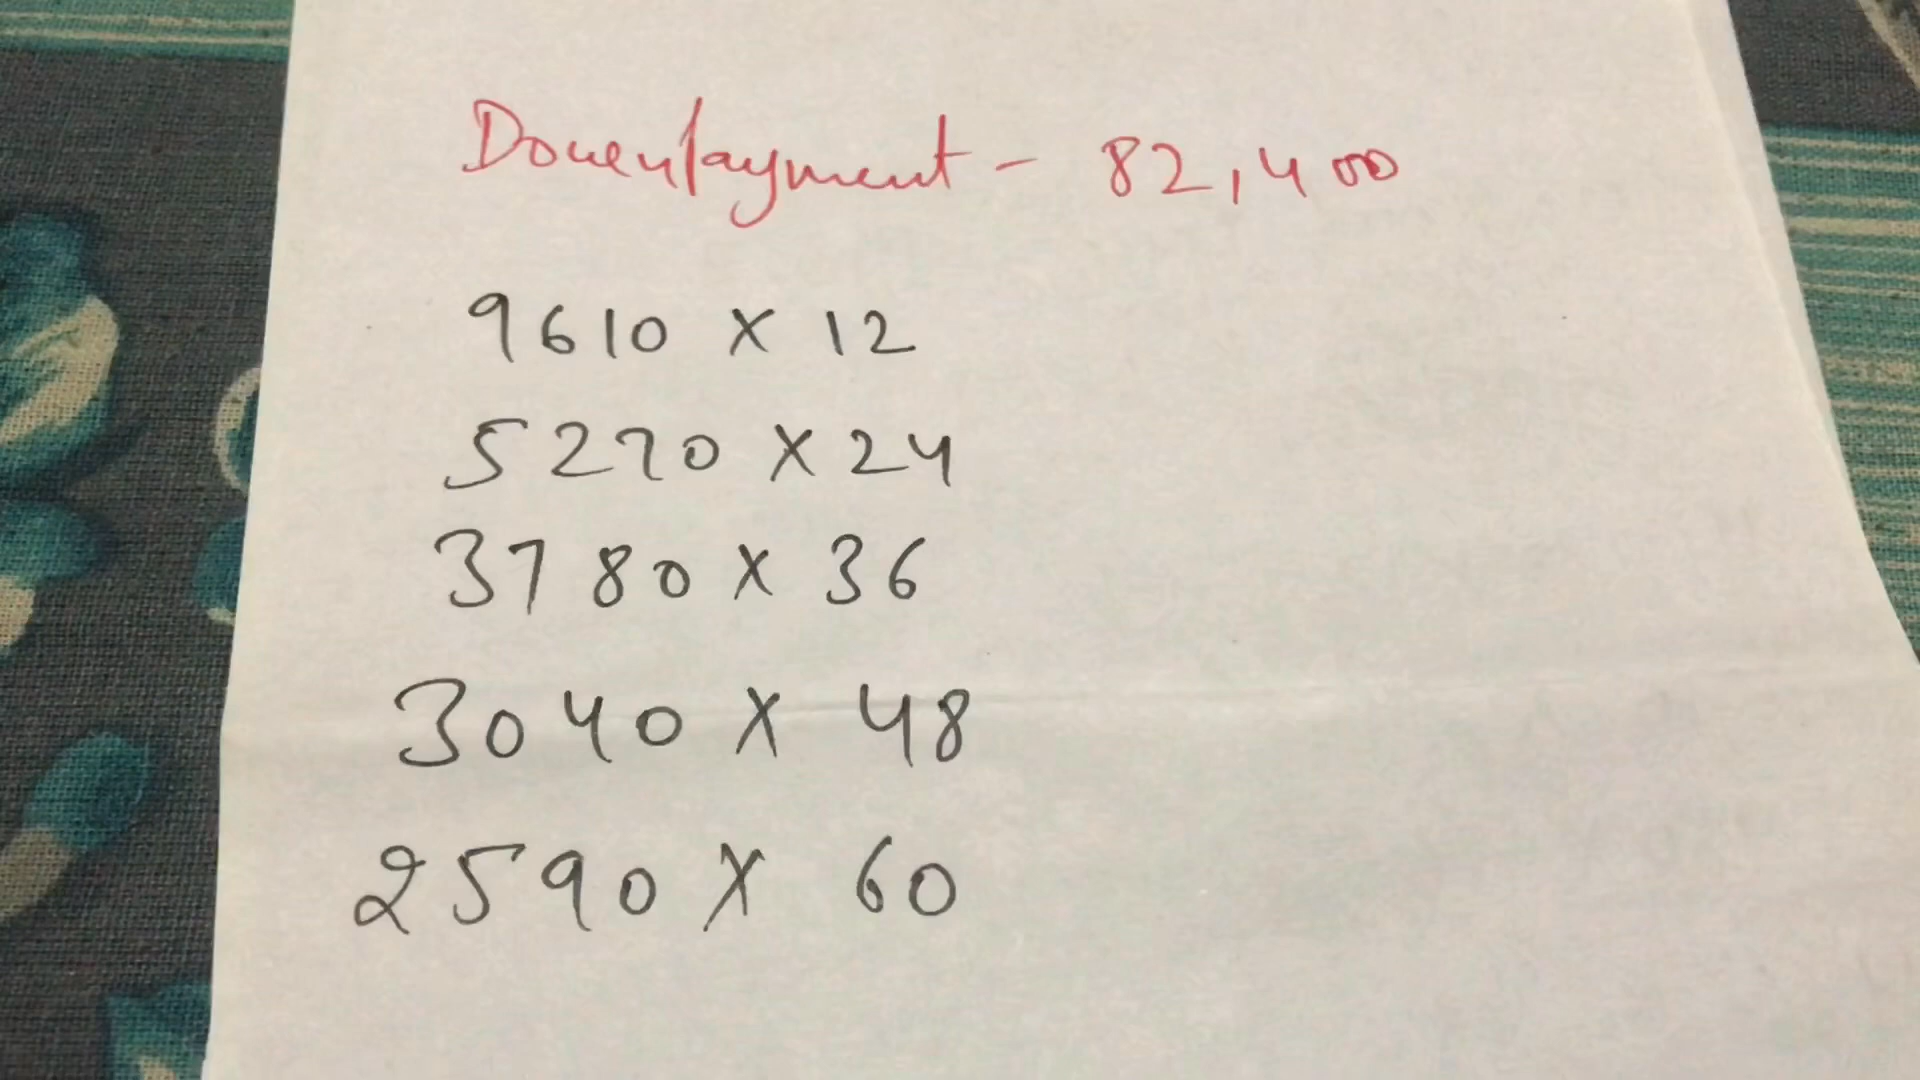 Downpayment - 82,400
9610 X 12
5270 X 24
3780 X 36
3040 X 48
2590 X 60